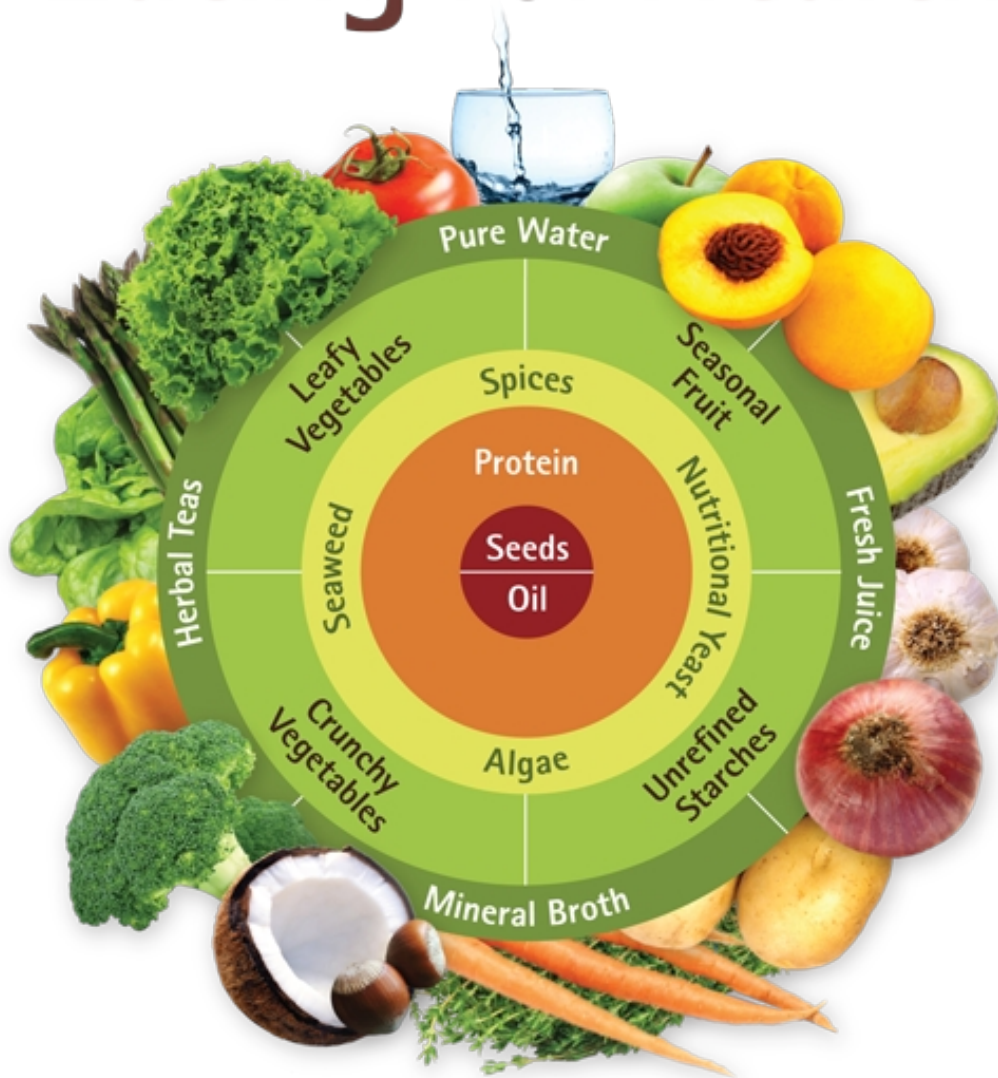 Pure Water
Leafy
Vegetables
Seasonal
Fruit
Spices
Protein
Seeds
Oil
Seaweed
Nutritional Yeast
Herbal Teas
Fresh Juice
Crunchy
Vegetables
Unrefined
Starches
Algae
Mineral Broth